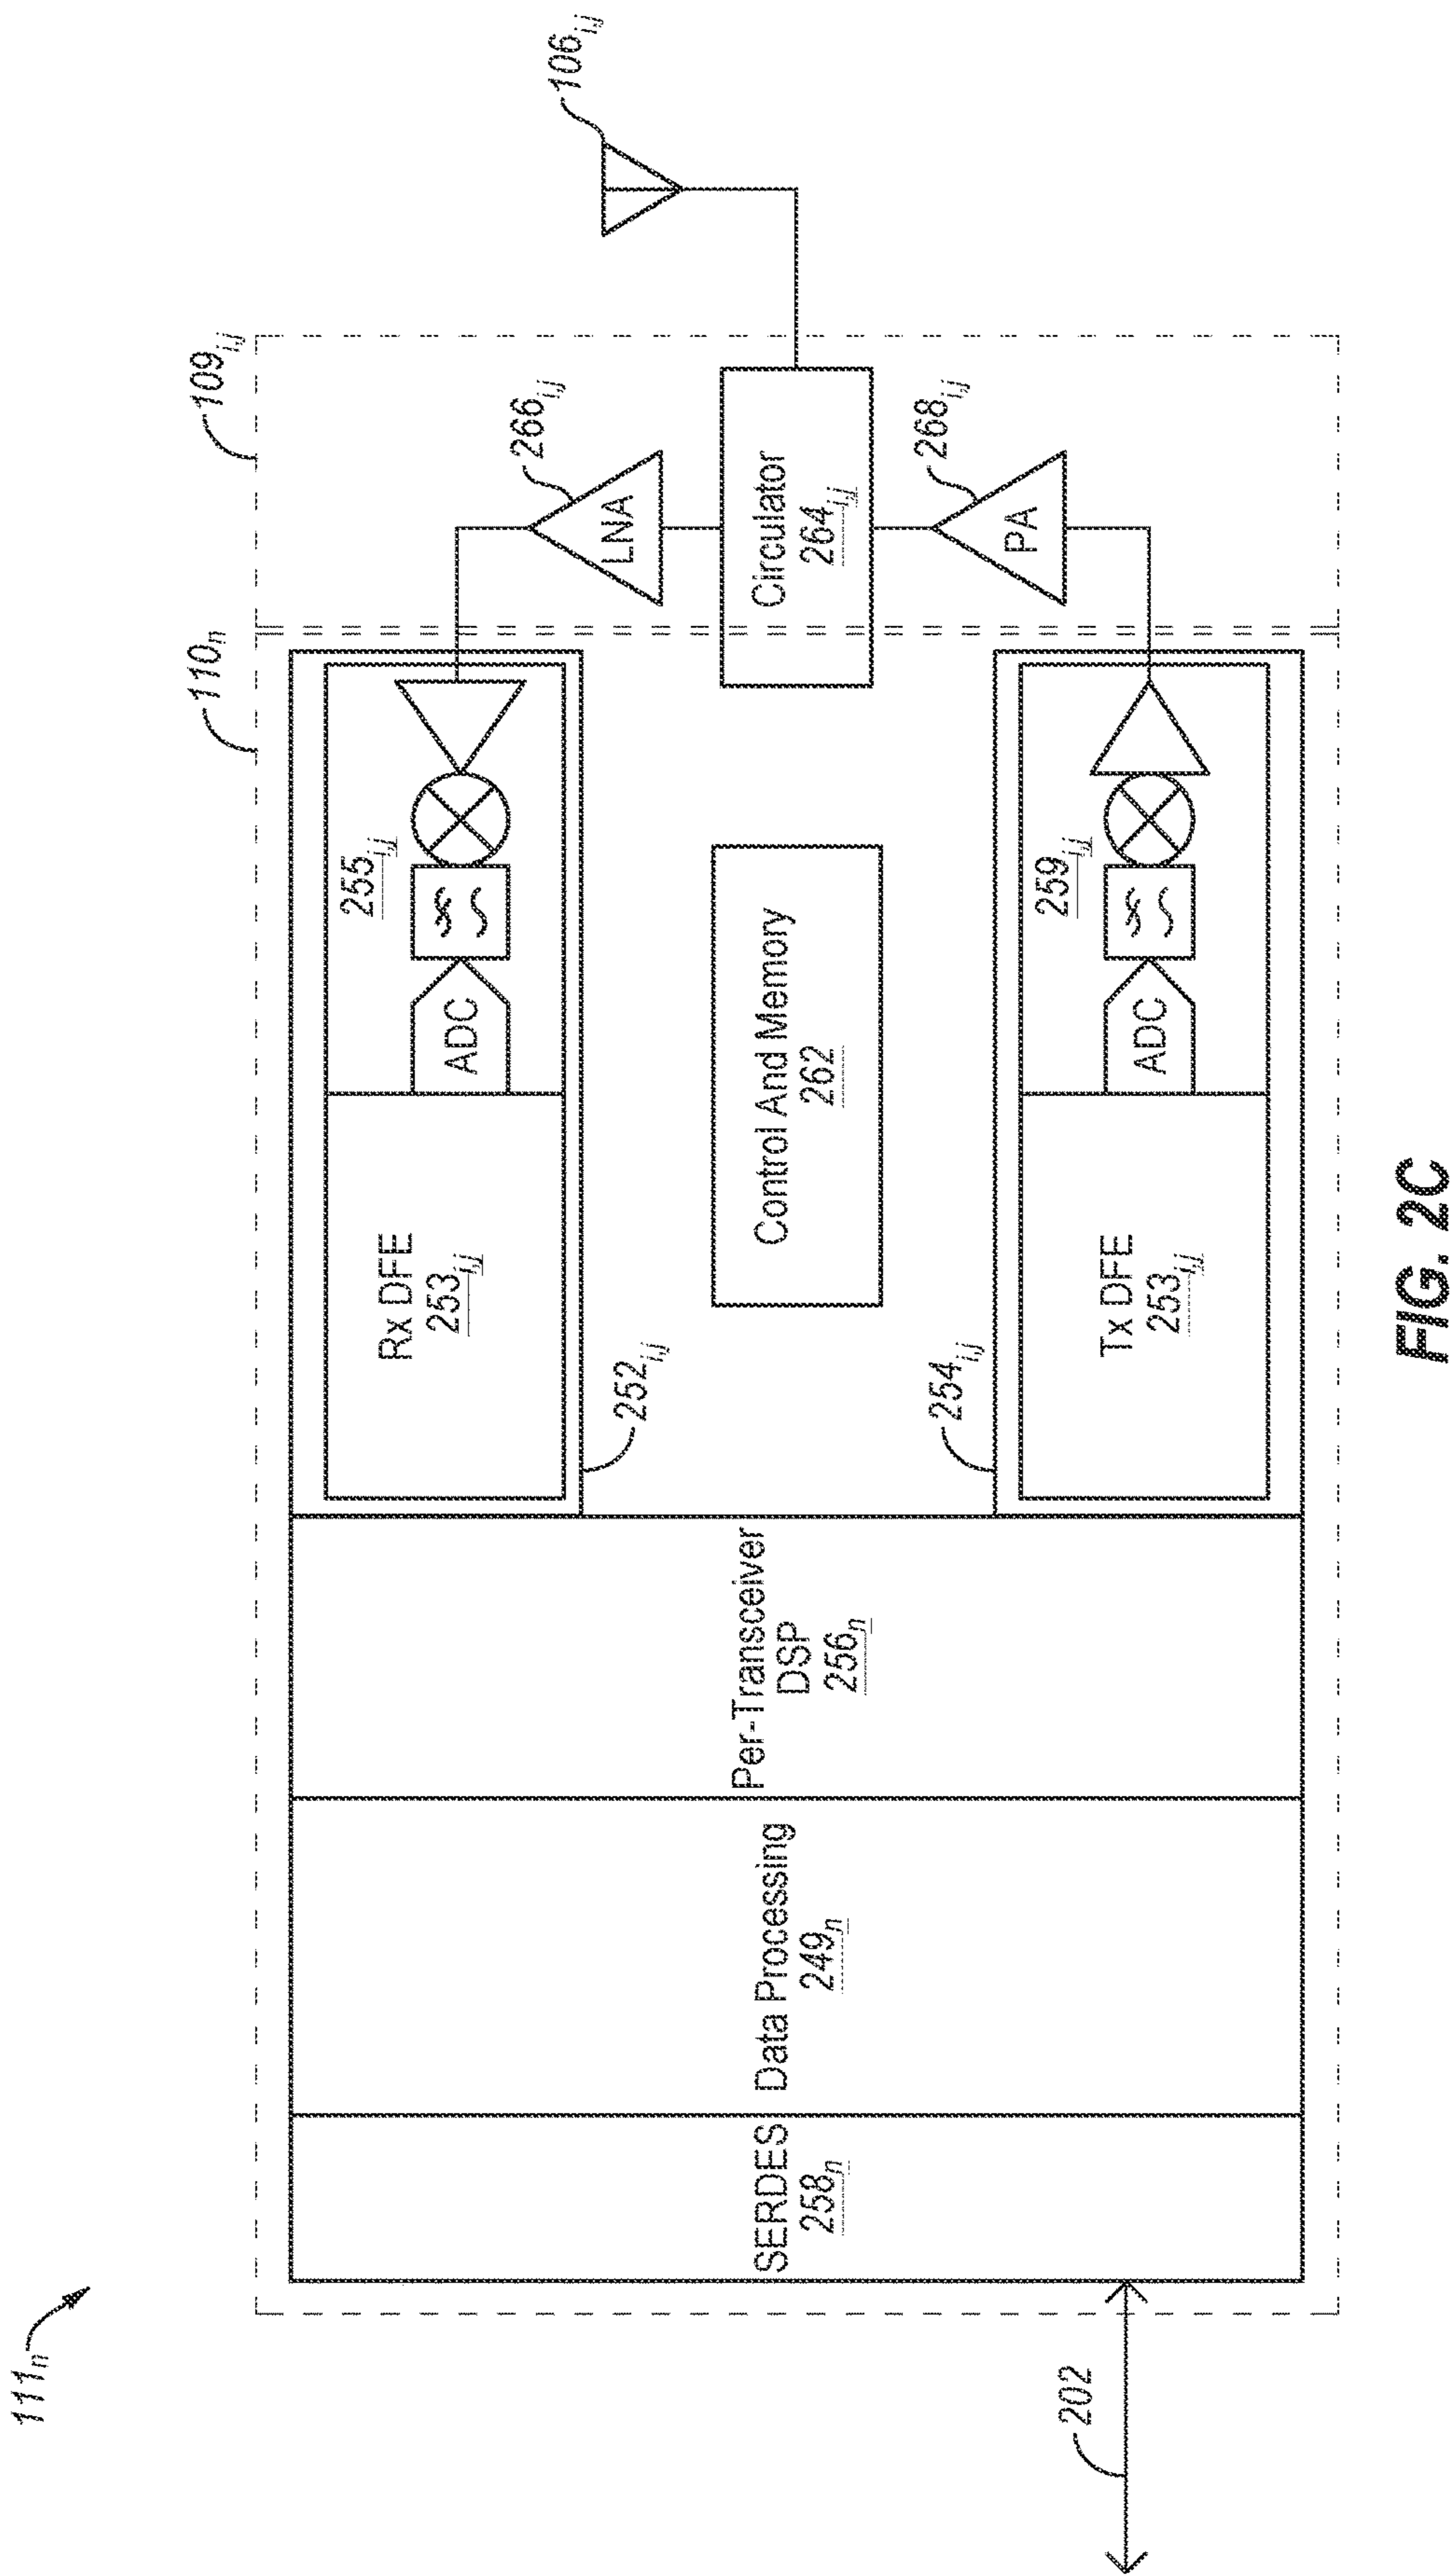 111n
110n
109i,j
106i,j
SERDES
258n
Data Processing
249n
Per-Transceiver
DSP
256n
Rx DFE
253i,j
ADC
255i,j
252i,j
LNA
266i,j
Control And Memory
262
Circulator
264i,j
254i,j
Tx DFE
253i,j
ADC
259i,j
PA
268i,j
202
FIG. 2C